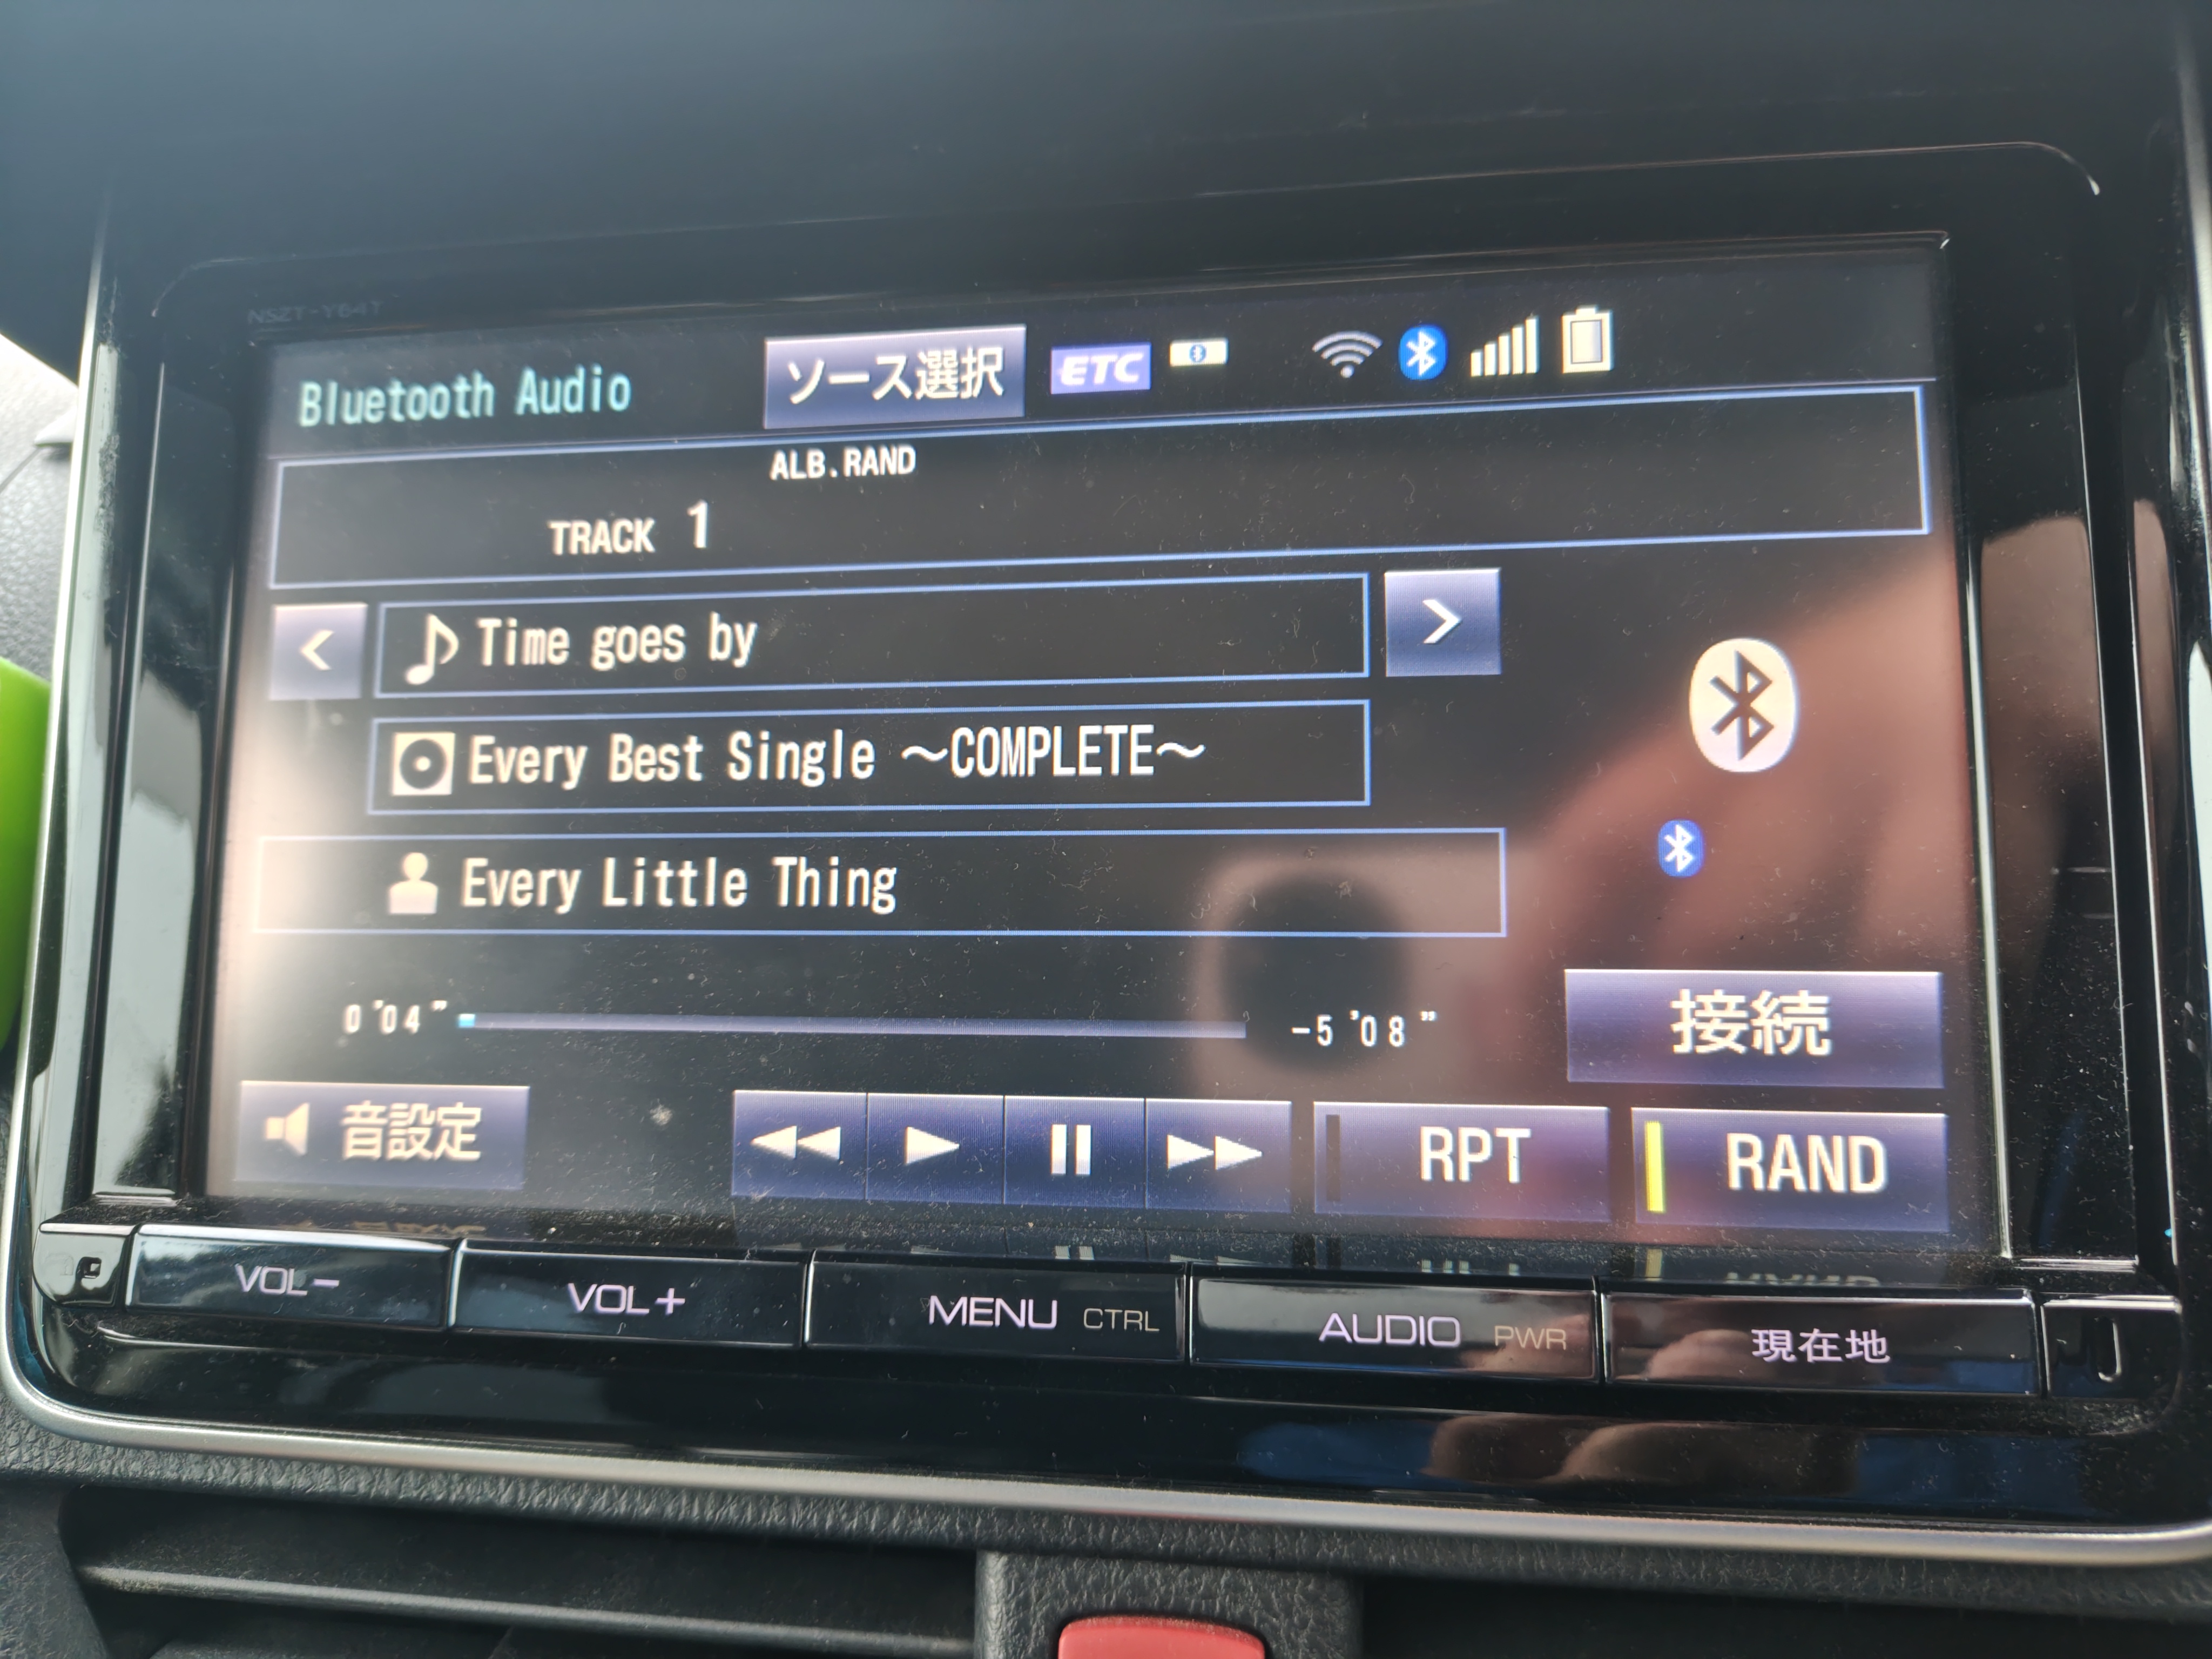 NSZT-Y64T
Bluetooth Audio ソース選択 ETC
ALB.RAND
TRACK 1
Time goes by
Every Best Single ～COMPLETE～
Every Little Thing
0'04" -5'08"
接続
音設定 RPT RAND
VOL− VOL+ MENU CTRL AUDIO PWR 現在地